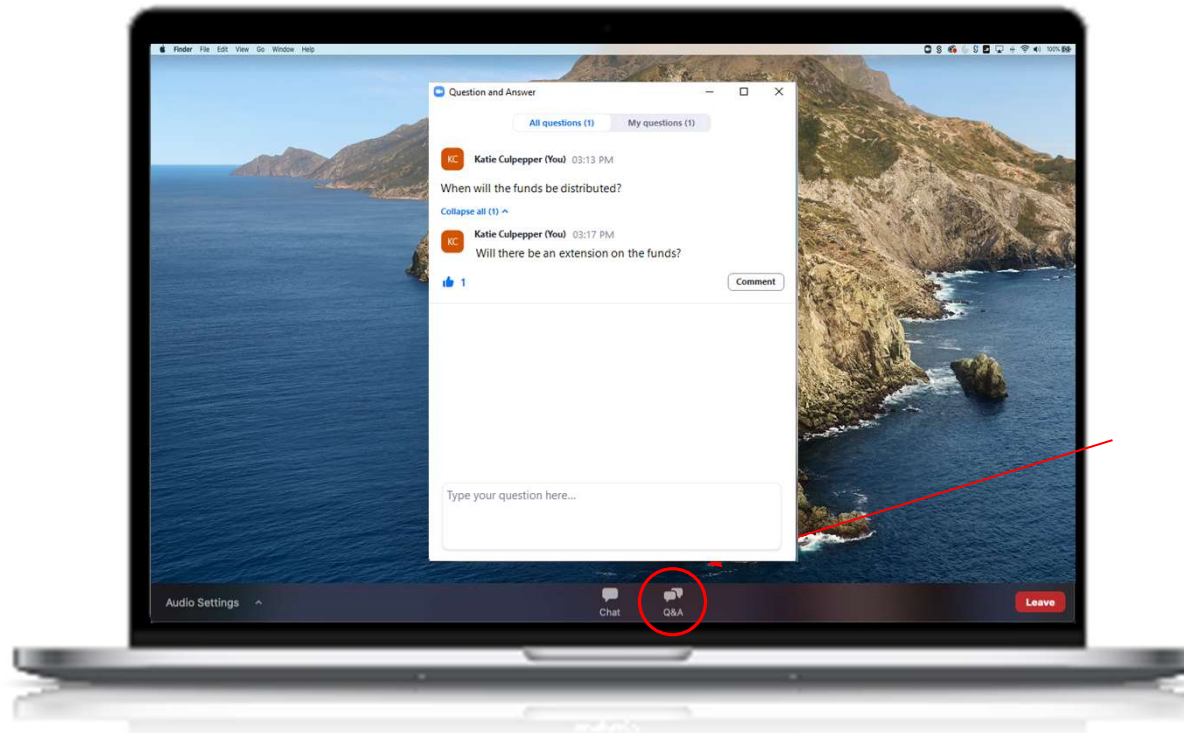 Finder File Edit View Go Window Help
100%
Question and Answer
All questions (1) My questions (1)
KC Katie Culpepper (You) 03:13 PM
When will the funds be distributed?
Collapse all (1)
KC Katie Culpepper (You) 03:17 PM
Will there be an extension on the funds?
1 Comment
Type your question here...
Audio Settings
Chat Q&A
Leave